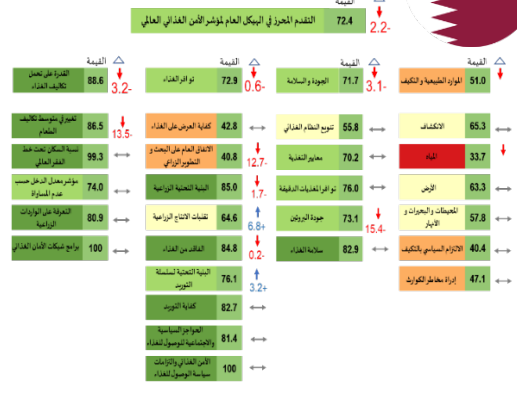 القيمة
التقدم المحرز في الهيكل العام لمؤشر الأمن الغذائي العالمي 72.4 2.2-
القيمة القيمة القيمة القيمة
الموارد الطبيعية و التكيف 51.0
الجودة و السلامة 71.7 3.1-
توافر الغذاء 72.9 0.6-
القدرة على تحمل تكاليف الغذاء 88.6 3.2-
الانكشاف 65.3
المياه 33.7
الأرض 63.3
المحيطات و البحيرات و الأنهار 57.8
الالتزام السياسي بالتكيف 40.4
إدراة مخاطر الكوارث 47.1
تنويع النظام الغذائي 55.8
معايير التغذية 70.2
توافر المغذيات الدقيقة 76.0
جودة البروتين 73.1 15.4-
سلامة الغذاء 82.9
كفاية العرض على الغذاء 42.8
الانفاق العام على البحث و التطوير الزراعي 40.8 12.7-
البنية التحتية الزراعية 85.0 1.7-
تقلبات الانتاج الزراعية 64.6 6.8+
الفاقد من الغذاء 84.8 0.2-
البنية التحتية لسلسلة التوريد 76.1 3.2+
كفاية التوريد 82.7
الحواجز السياسية والاجتماعية للوصول للغذاء 81.4
الأمن الغذائي والتزامات سياسة الوصول للغذاء 100
تغيير في متوسط تكاليف الطعام 86.5 13.5-
نسبة السكان تحت خط الفقر العالمي 99.3
مؤشر معدل الدخل حسب عدم المساواة 74.0
التعرفة على الواردات الزراعية 80.9
برامج شبكات الأمان الغذائي 100